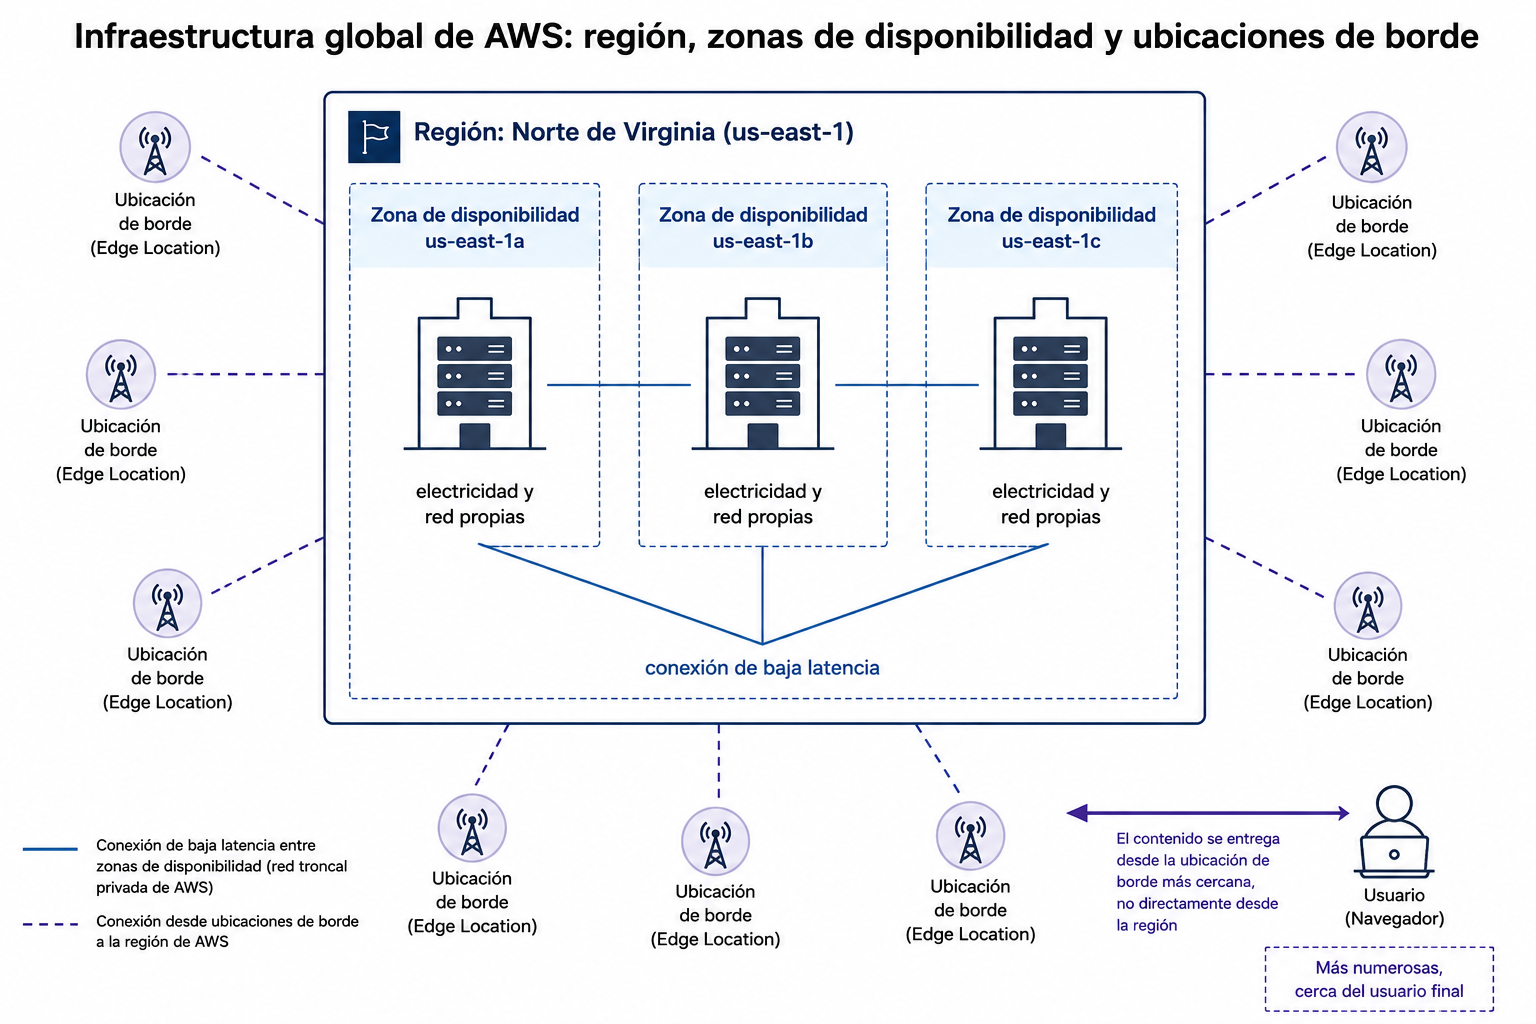 Infraestructura global de AWS: región, zonas de disponibilidad y ubicaciones de borde
Región: Norte de Virginia (us-east-1)
Zona de disponibilidad
us-east-1a
Zona de disponibilidad
us-east-1b
Zona de disponibilidad
us-east-1c
electricidad y
red propias
electricidad y
red propias
electricidad y
red propias
conexión de baja latencia
Ubicación
de borde
(Edge Location)
Ubicación
de borde
(Edge Location)
Ubicación
de borde
(Edge Location)
Ubicación
de borde
(Edge Location)
Ubicación
de borde
(Edge Location)
Ubicación
de borde
(Edge Location)
Ubicación
de borde
(Edge Location)
Ubicación
de borde
(Edge Location)
Ubicación
de borde
(Edge Location)
Conexión de baja latencia entre
zonas de disponibilidad (red troncal
privada de AWS)
Conexión desde ubicaciones de borde
a la región de AWS
El contenido se entrega
desde la ubicación de
borde más cercana,
no directamente desde
la región
Usuario
(Navegador)
Más numerosas,
cerca del usuario final